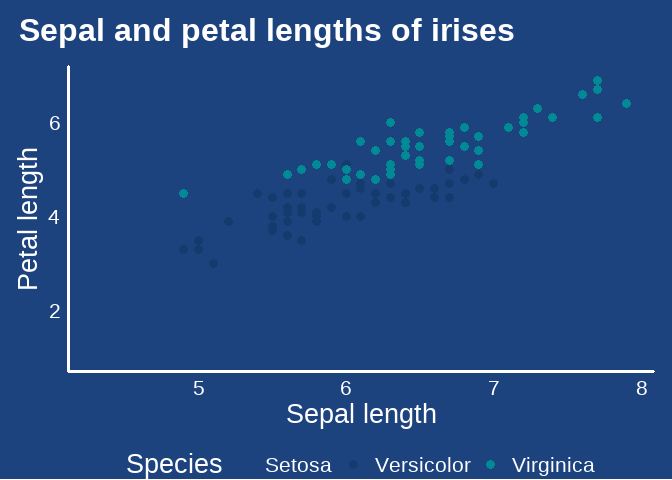 Sepal and petal lengths of irises
Petal length
6
4
2
5 6 7 8
Sepal length
Species Setosa Versicolor Virginica